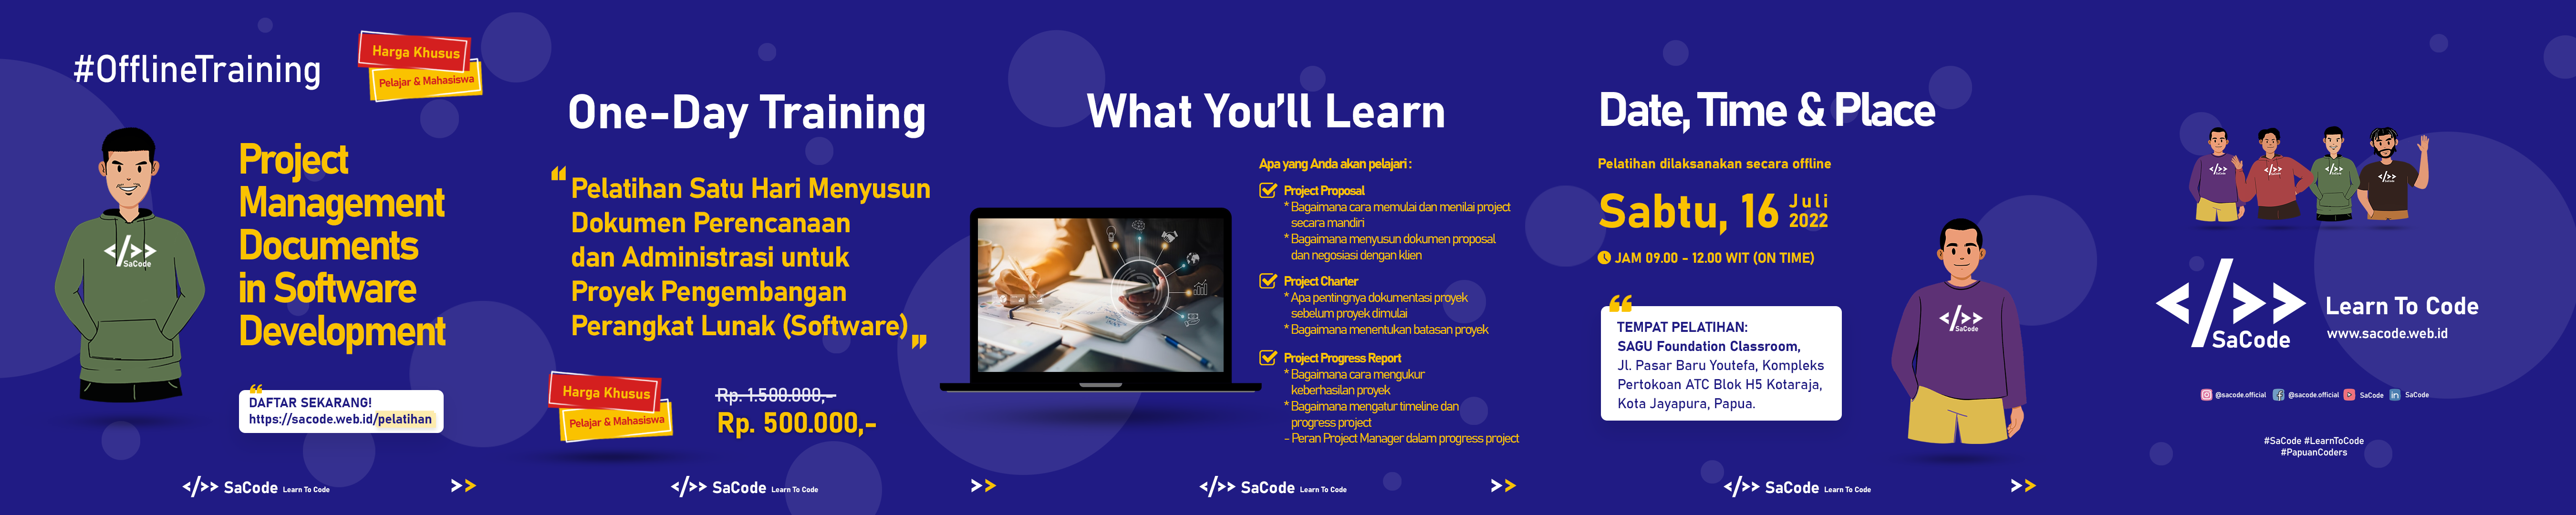 #OfflineTraining
Harga Khusus
Pelajar & Mahasiswa
Project
Management
Documents
in Software
Development
</>>
SaCode
DAFTAR SEKARANG!
https://sacode.web.id/pelatihan
</>> SaCode Learn To Code
>>
One-Day Training
“Pelatihan Satu Hari Menyusun
Dokumen Perencanaan
dan Administrasi untuk
Proyek Pengembangan
Perangkat Lunak (Software)„
Harga Khusus
Pelajar & Mahasiswa
Rp. 1.500.000,-
Rp. 500.000,-
</>> SaCode Learn To Code
>>
What You'll Learn
Apa yang Anda akan pelajari :
Project Proposal
* Bagaimana cara memulai dan menilai project
secara mandiri
* Bagaimana menyusun dokumen proposal
dan negosiasi dengan klien
Project Charter
* Apa pentingnya dokumentasi proyek
sebelum proyek dimulai
* Bagaimana menentukan batasan proyek
Project Progress Report
* Bagaimana cara mengukur
keberhasilan proyek
* Bagaimana mengatur timeline dan
progress project
- Peran Project Manager dalam progress project
</>> SaCode Learn To Code
>>
Date, Time & Place
Pelatihan dilaksanakan secara offline
Sabtu, 16 Juli
2022
JAM 09.00 - 12.00 WIT (ON TIME)
TEMPAT PELATIHAN:
SAGU Foundation Classroom,
Jl. Pasar Baru Youtefa, Kompleks
Pertokoan ATC Blok H5 Kotaraja,
Kota Jayapura, Papua.
</>>
SaCode
</>> SaCode Learn To Code
>>
</>>
SaCode
Learn To Code
www.sacode.web.id
@sacode.official @sacode.official SaCode SaCode
#SaCode #LearnToCode
#PapuanCoders